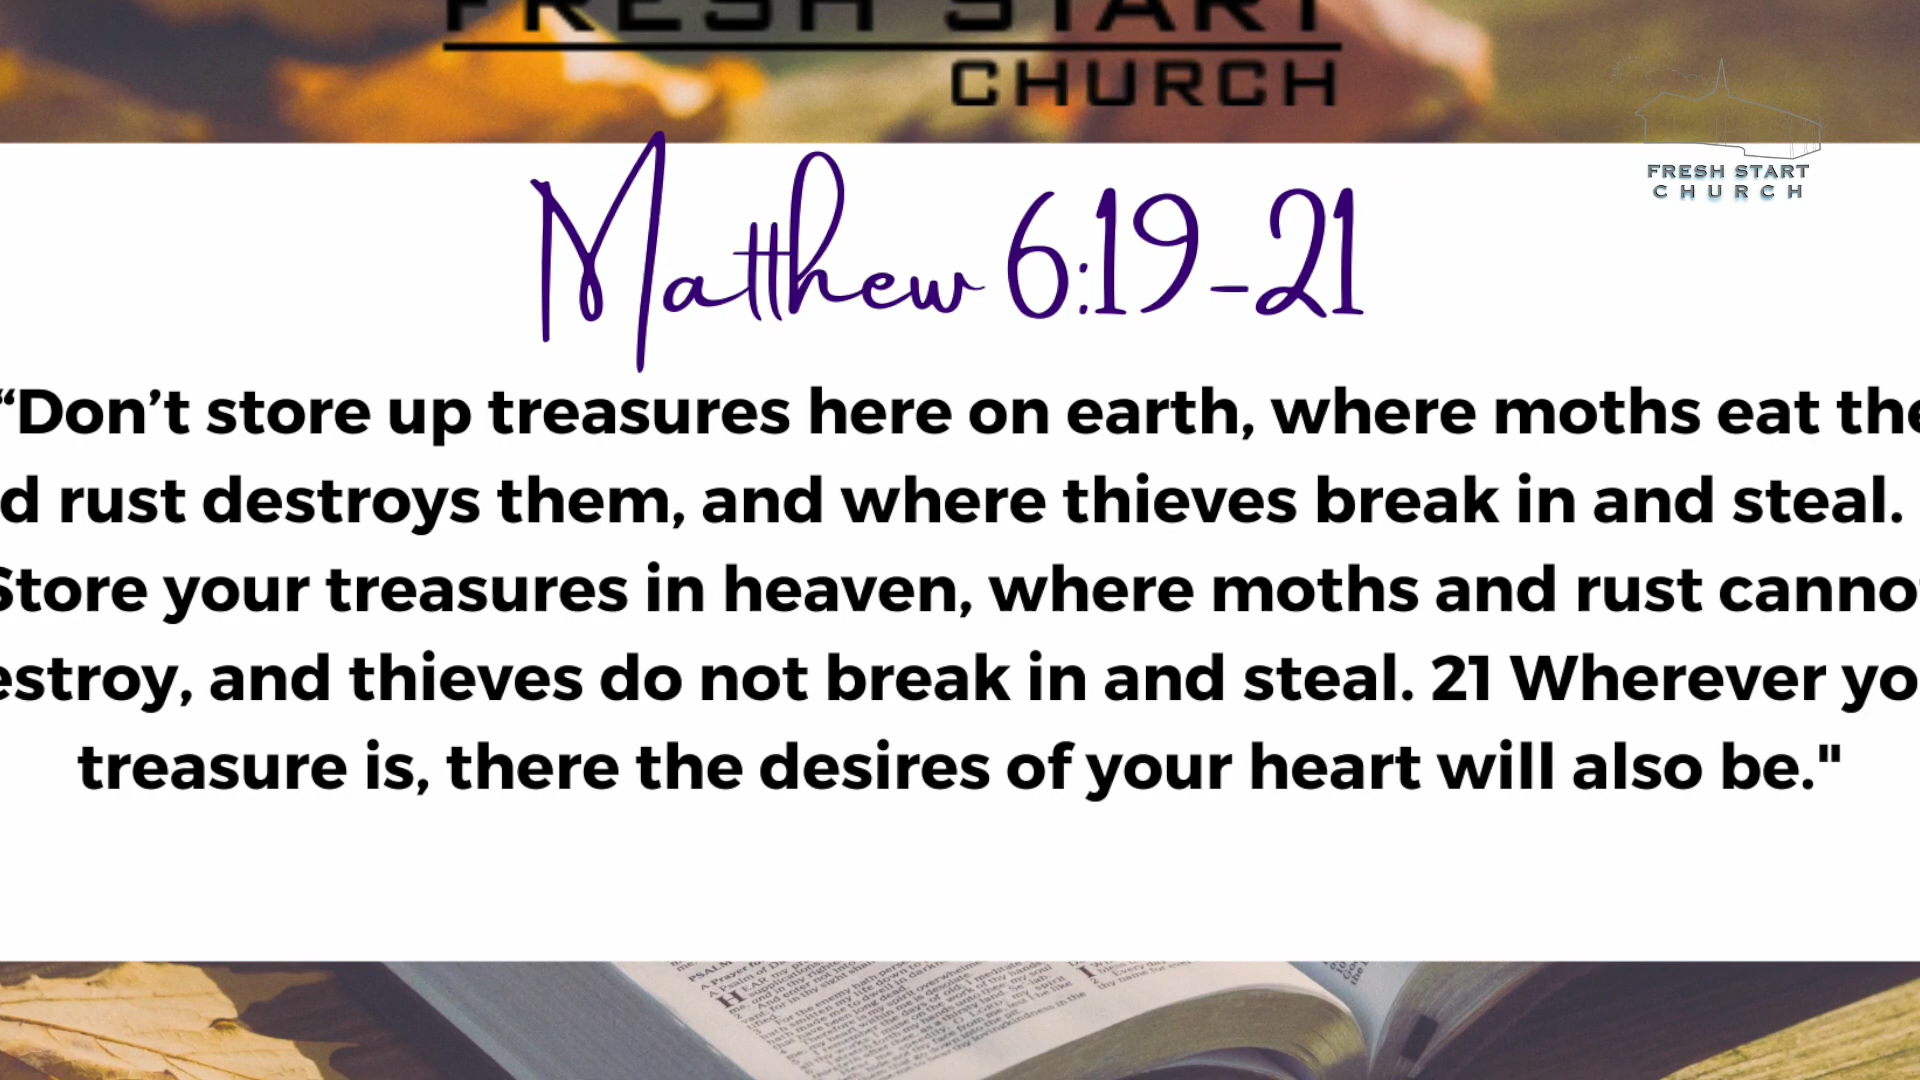 FRESH START
CHURCH
FRESH START
CHURCH
Matthew 6:19-21
“Don’t store up treasures here on earth, where moths eat the
d rust destroys them, and where thieves break in and steal.
Store your treasures in heaven, where moths and rust canno
estroy, and thieves do not break in and steal. 21 Wherever yo
treasure is, there the desires of your heart will also be."